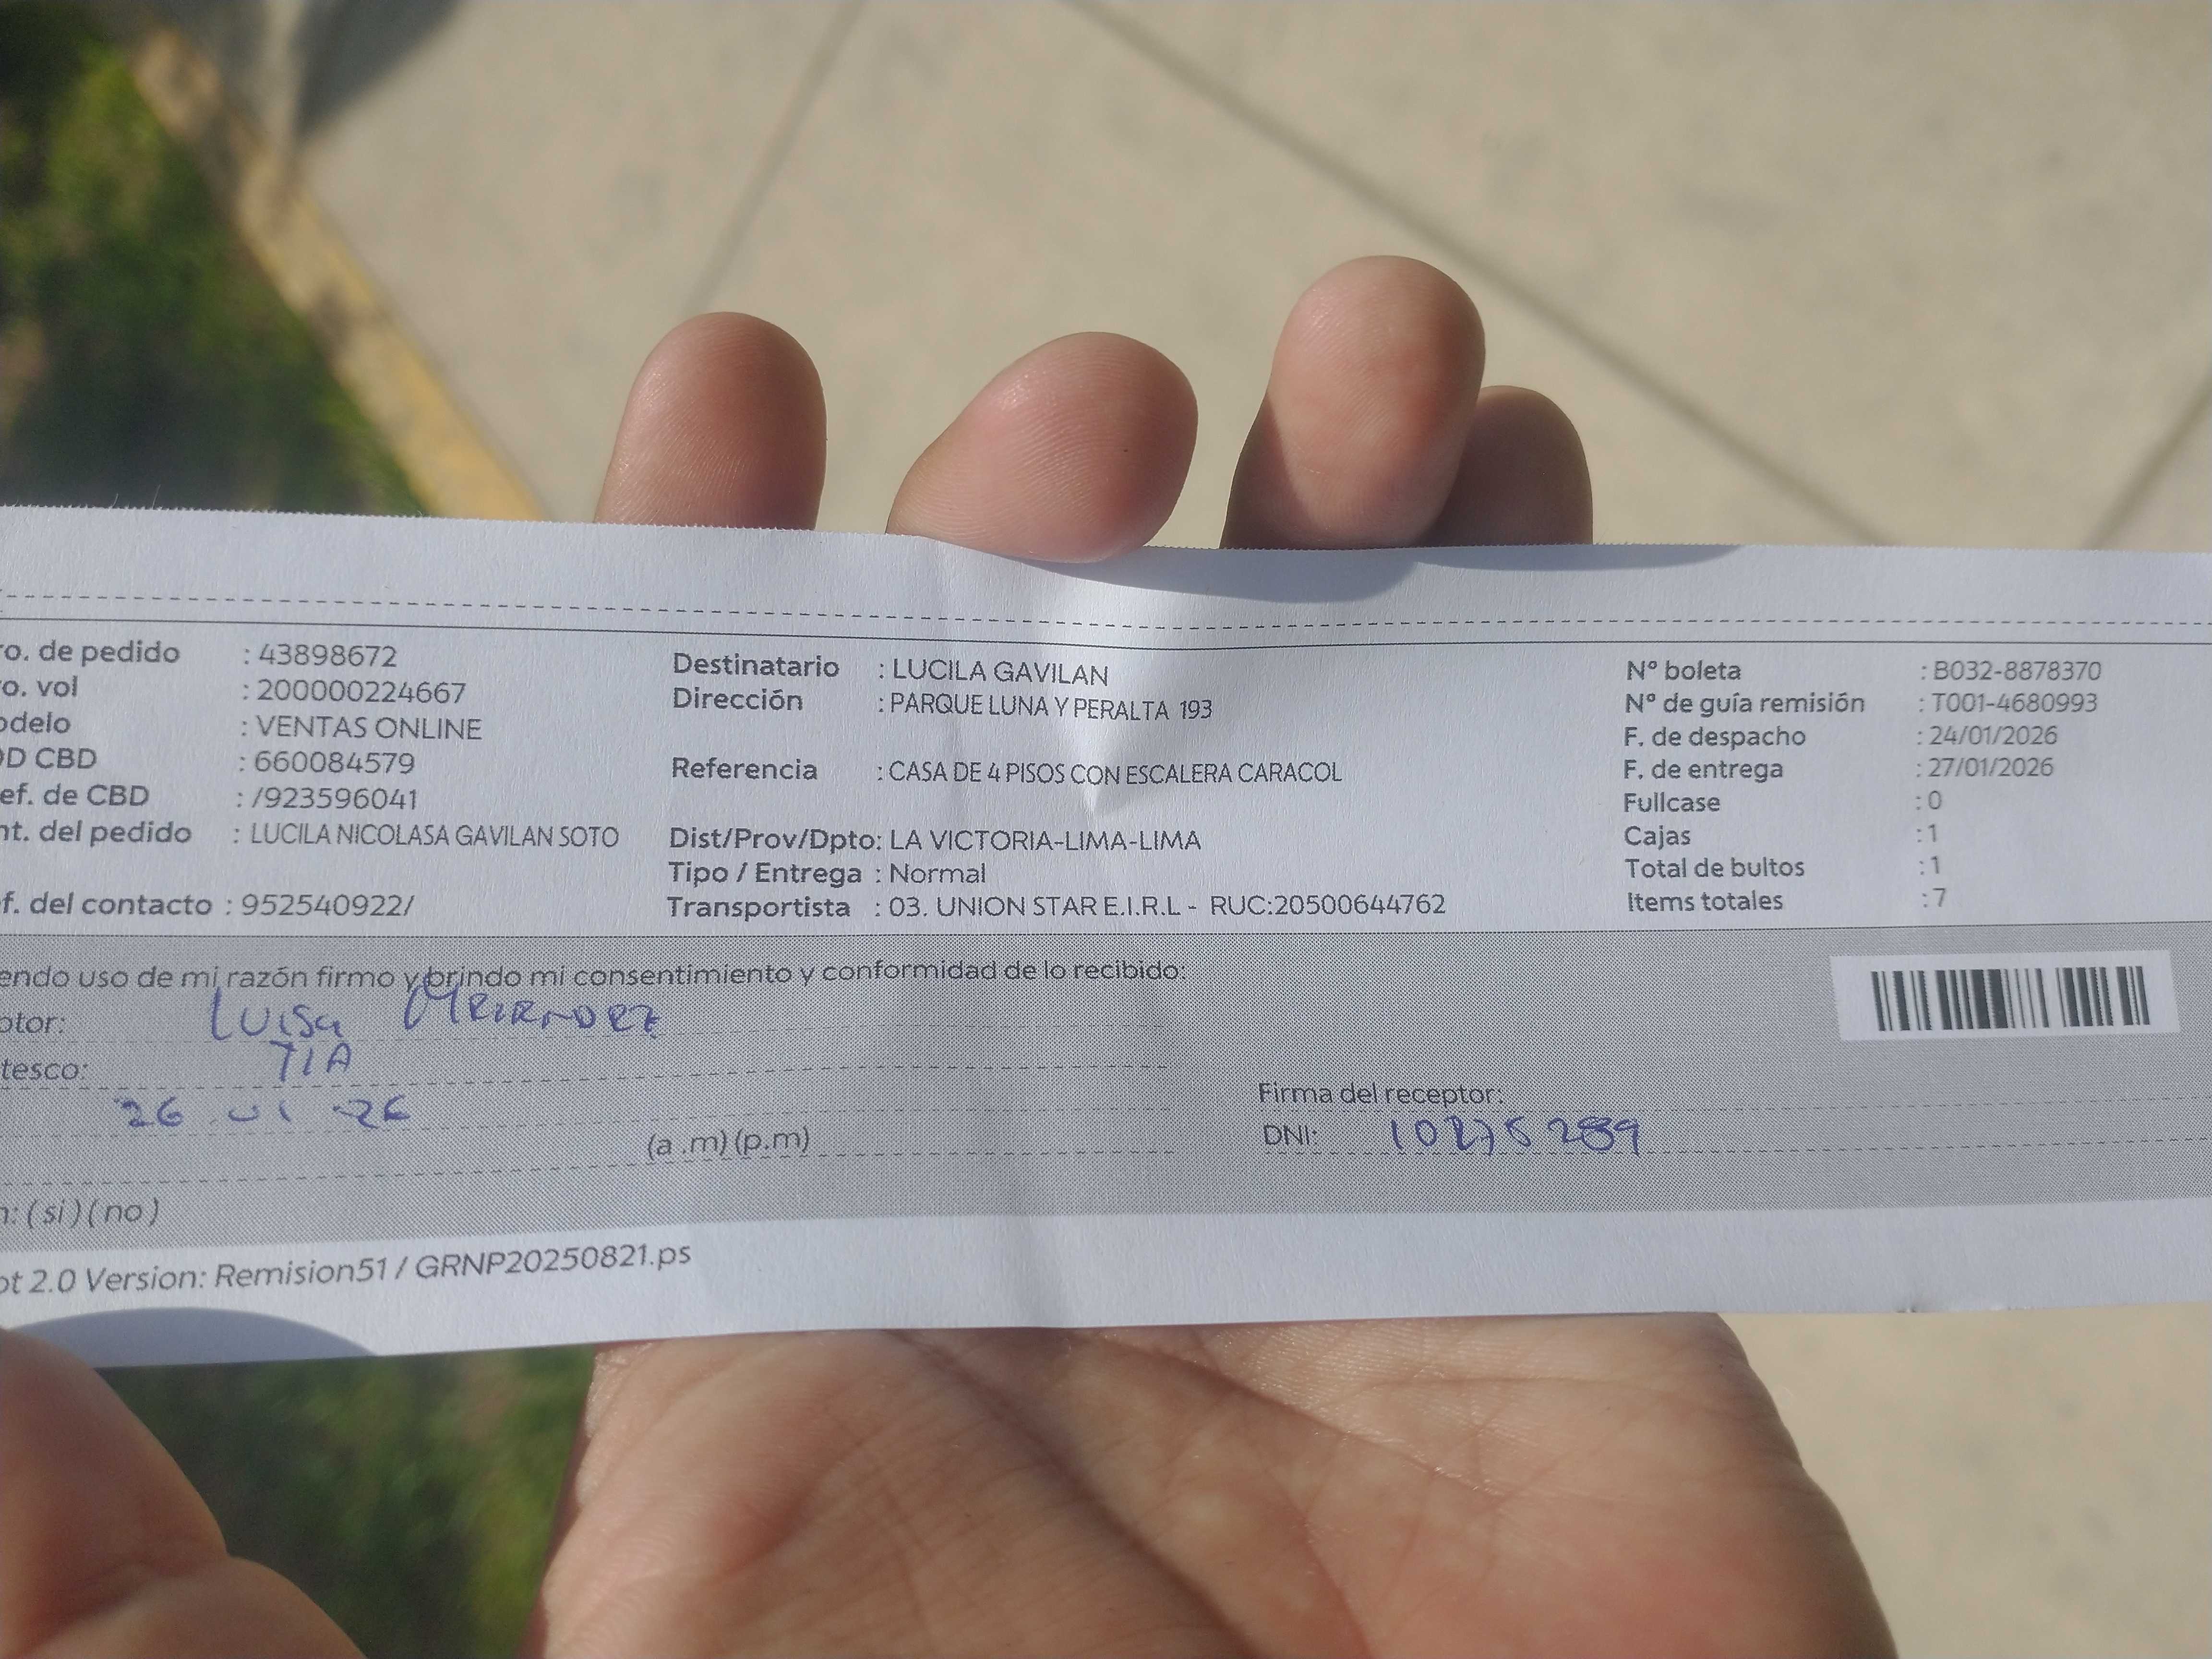 ro. de pedido : 43898672
ro. vol : 200000224667
odelo : VENTAS ONLINE
OD CBD : 660084579
ef. de CBD : /923596041
nt. del pedido : LUCILA NICOLASA GAVILAN SOTO
f. del contacto : 952540922/
Destinatario : LUCILA GAVILAN
Dirección : PARQUE LUNA Y PERALTA 193
Referencia : CASA DE 4 PISOS CON ESCALERA CARACOL
Dist/Prov/Dpto: LA VICTORIA-LIMA-LIMA
Tipo / Entrega : Normal
Transportista : 03. UNION STAR E.I.R.L - RUC:20500644762
N° boleta : B032-8878370
N° de guía remisión : T001-4680993
F. de despacho : 24/01/2026
F. de entrega : 27/01/2026
Fullcase : 0
Cajas : 1
Total de bultos : 1
Items totales : 7
endo uso de mi razón firmo y brindo mi consentimiento y conformidad de lo recibido:
ptor: Luisa
tesco: TIA
26 01 26
(a .m) (p.m)
Firma del receptor:
DNI:
n: ( si ) ( no )
ot 2.0 Version: Remision51 / GRNP20250821.ps